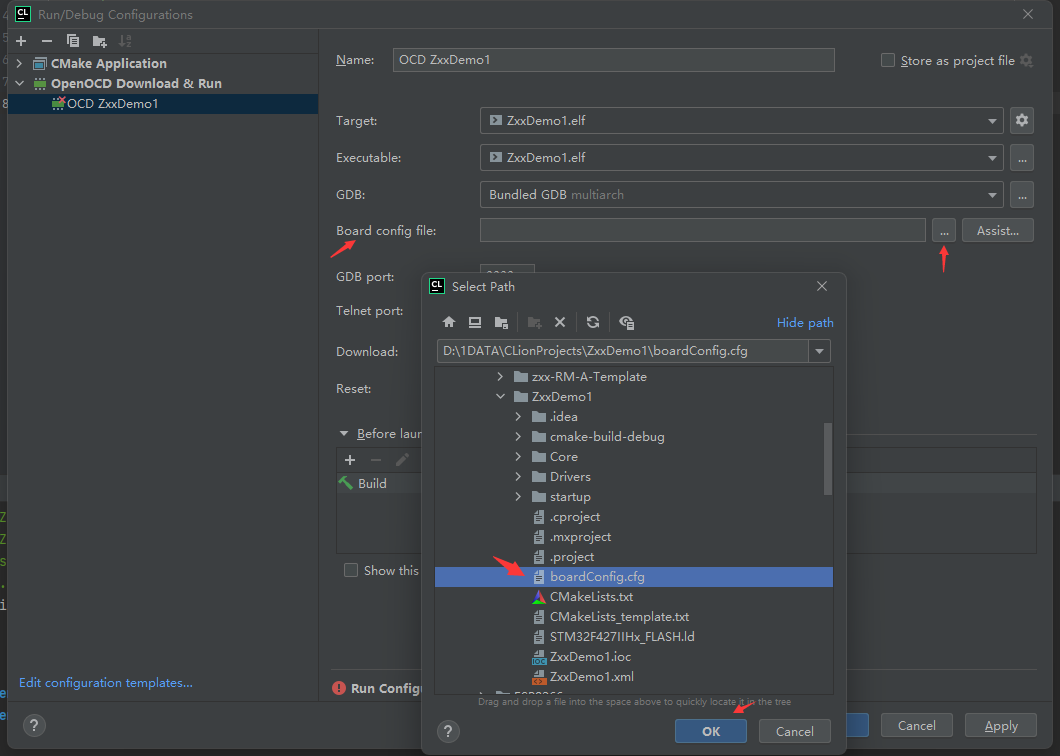 CL Run/Debug Configurations
CMake Application
OpenOCD Download & Run
OCD ZxxDemo1
Name:
OCD ZxxDemo1
Store as project file
Target:
ZxxDemo1.elf
Executable:
ZxxDemo1.elf
...
GDB:
Bundled GDB multiarch
...
Board config file:
...
Assist...
GDB port:
Telnet port:
Download:
Reset:
Before laun
Build
Show this
Run Configu
Edit configuration templates...
?
Cancel
Apply
CL Select Path
Hide path
D:\1DATA\CLionProjects\ZxxDemo1\boardConfig.cfg
zxx-RM-A-Template
ZxxDemo1
.idea
cmake-build-debug
Core
Drivers
startup
.cproject
.mxproject
.project
boardConfig.cfg
CMakeLists.txt
CMakeLists_template.txt
STM32F427IIHx_FLASH.ld
IOC ZxxDemo1.ioc
ZxxDemo1.xml
Drag and drop a file into the space above to quickly locate it in the tree
?
OK
Cancel